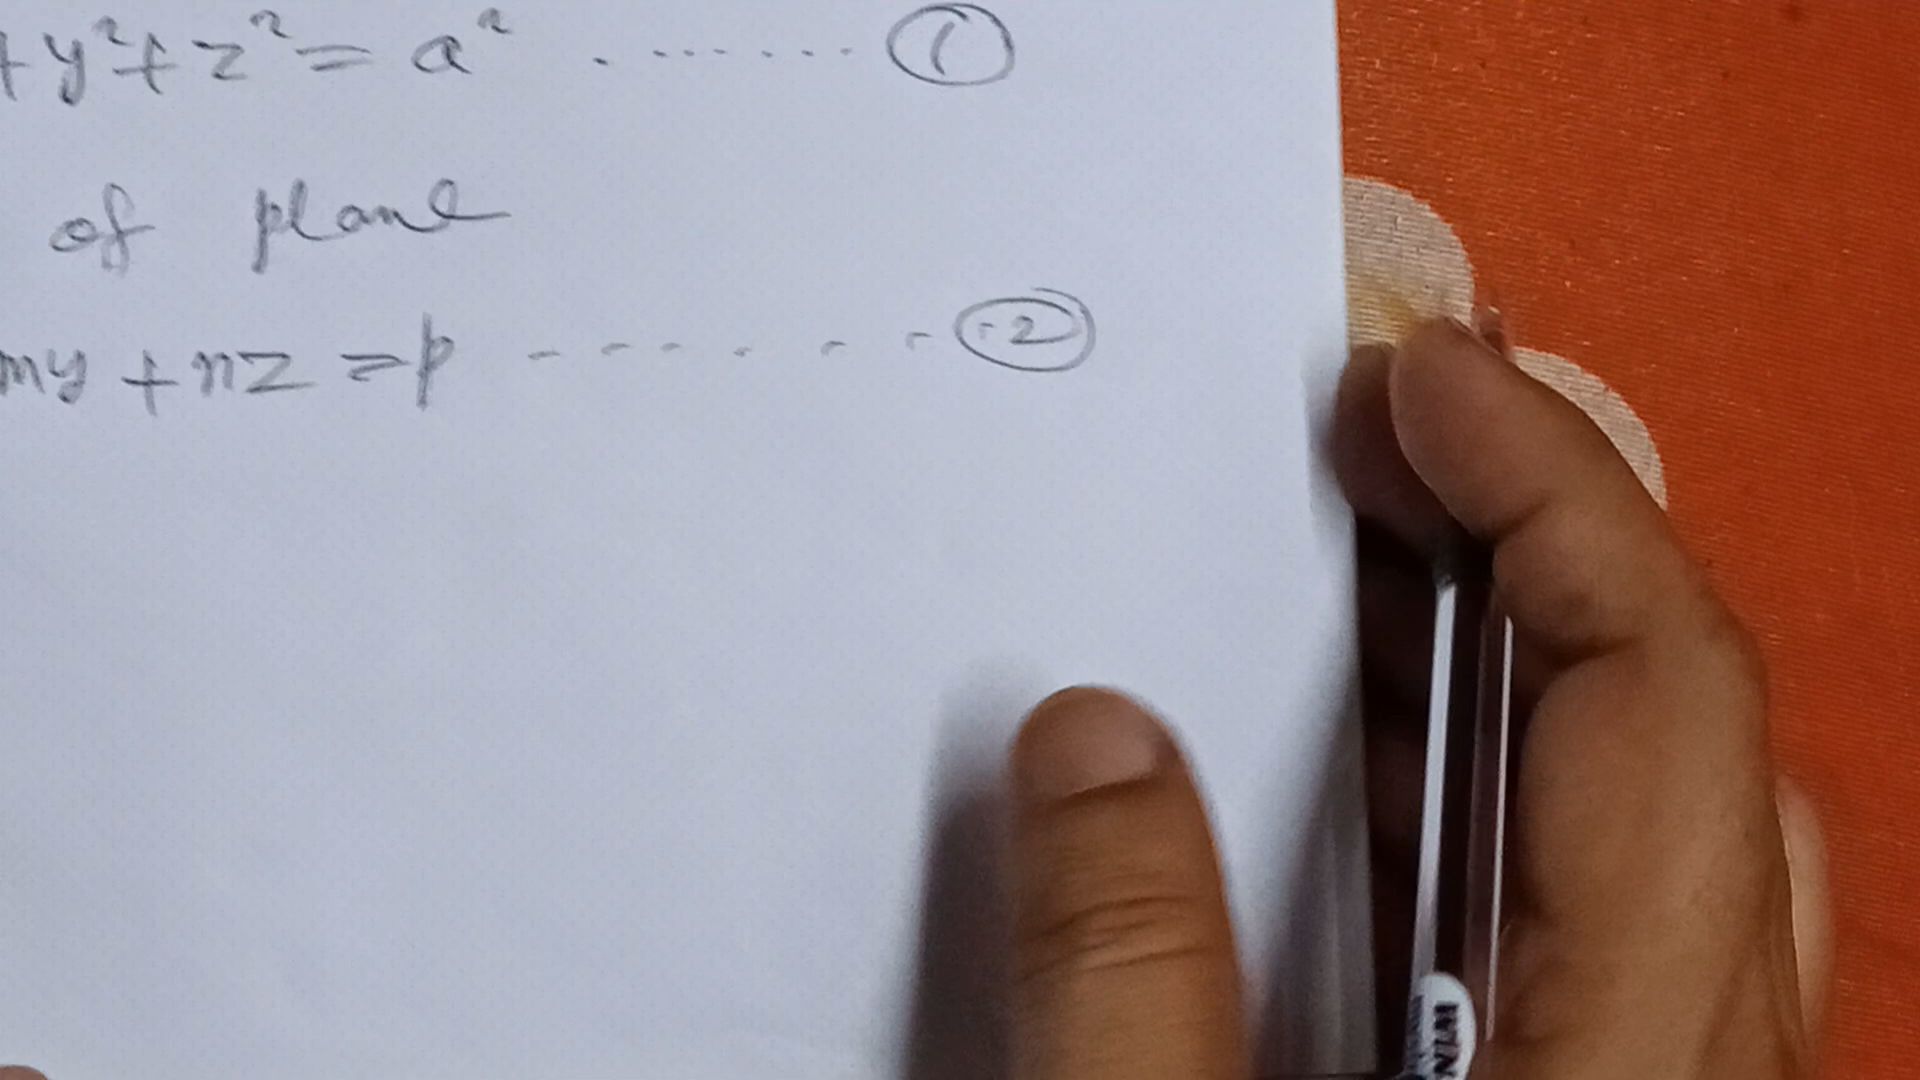 +y²+z²= a² ........ ①
of plane
my +nz =p - - - - - - - ②